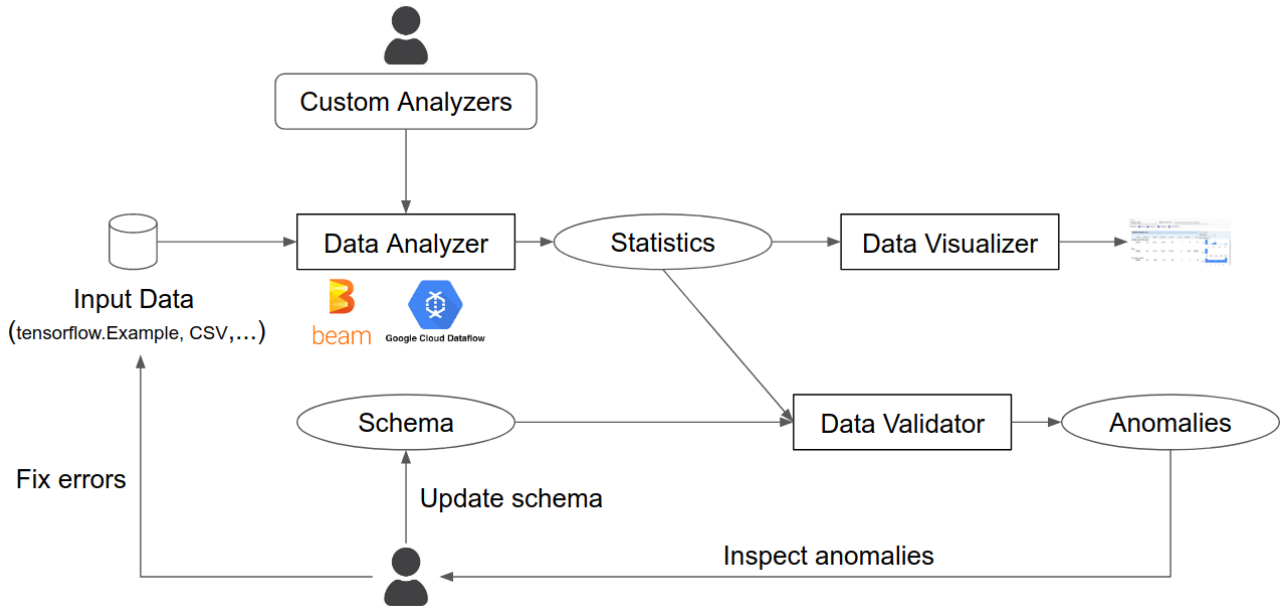 Custom Analyzers
Data Analyzer
Statistics
Data Visualizer
Input Data
(tensorflow.Example, CSV,...)
beam
Google Cloud Dataflow
Schema
Data Validator
Anomalies
Fix errors
Update schema
Inspect anomalies